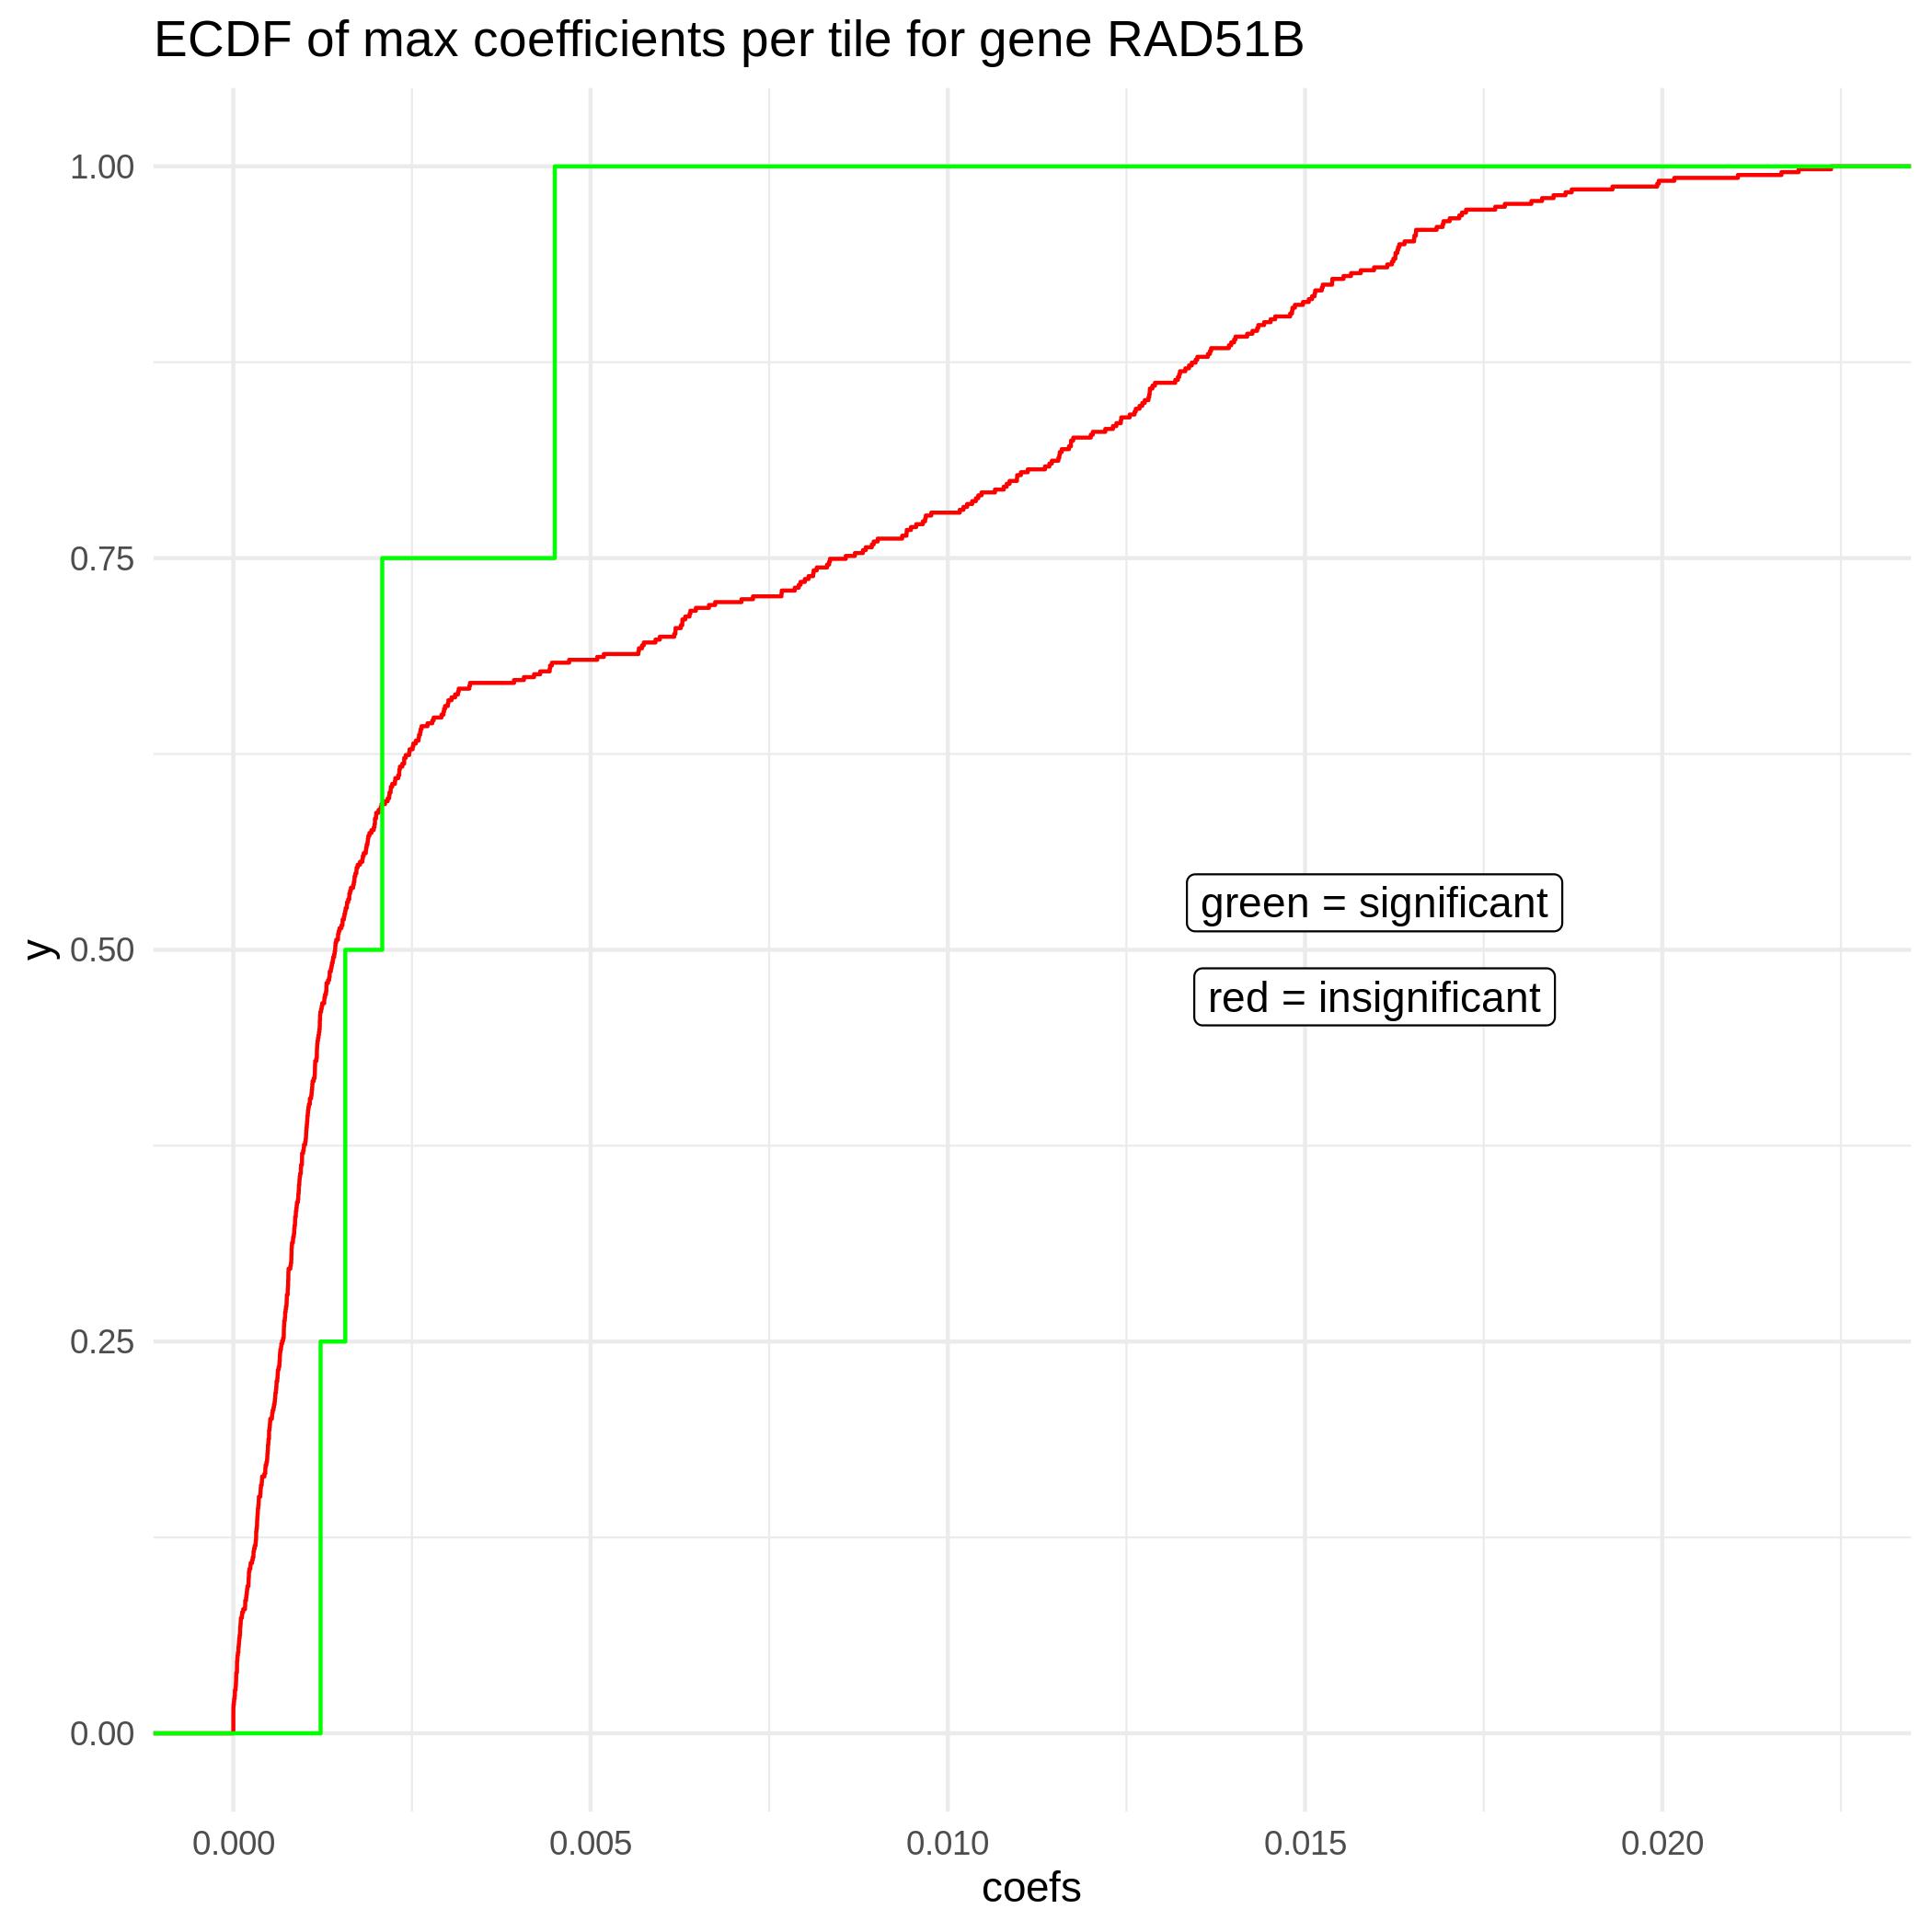 ECDF of max coefficients per tile for gene RAD51B
1.00
0.75
0.50
0.25
0.00
y
green = significant
red = insignificant
0.000 0.005 0.010 0.015 0.020
coefs